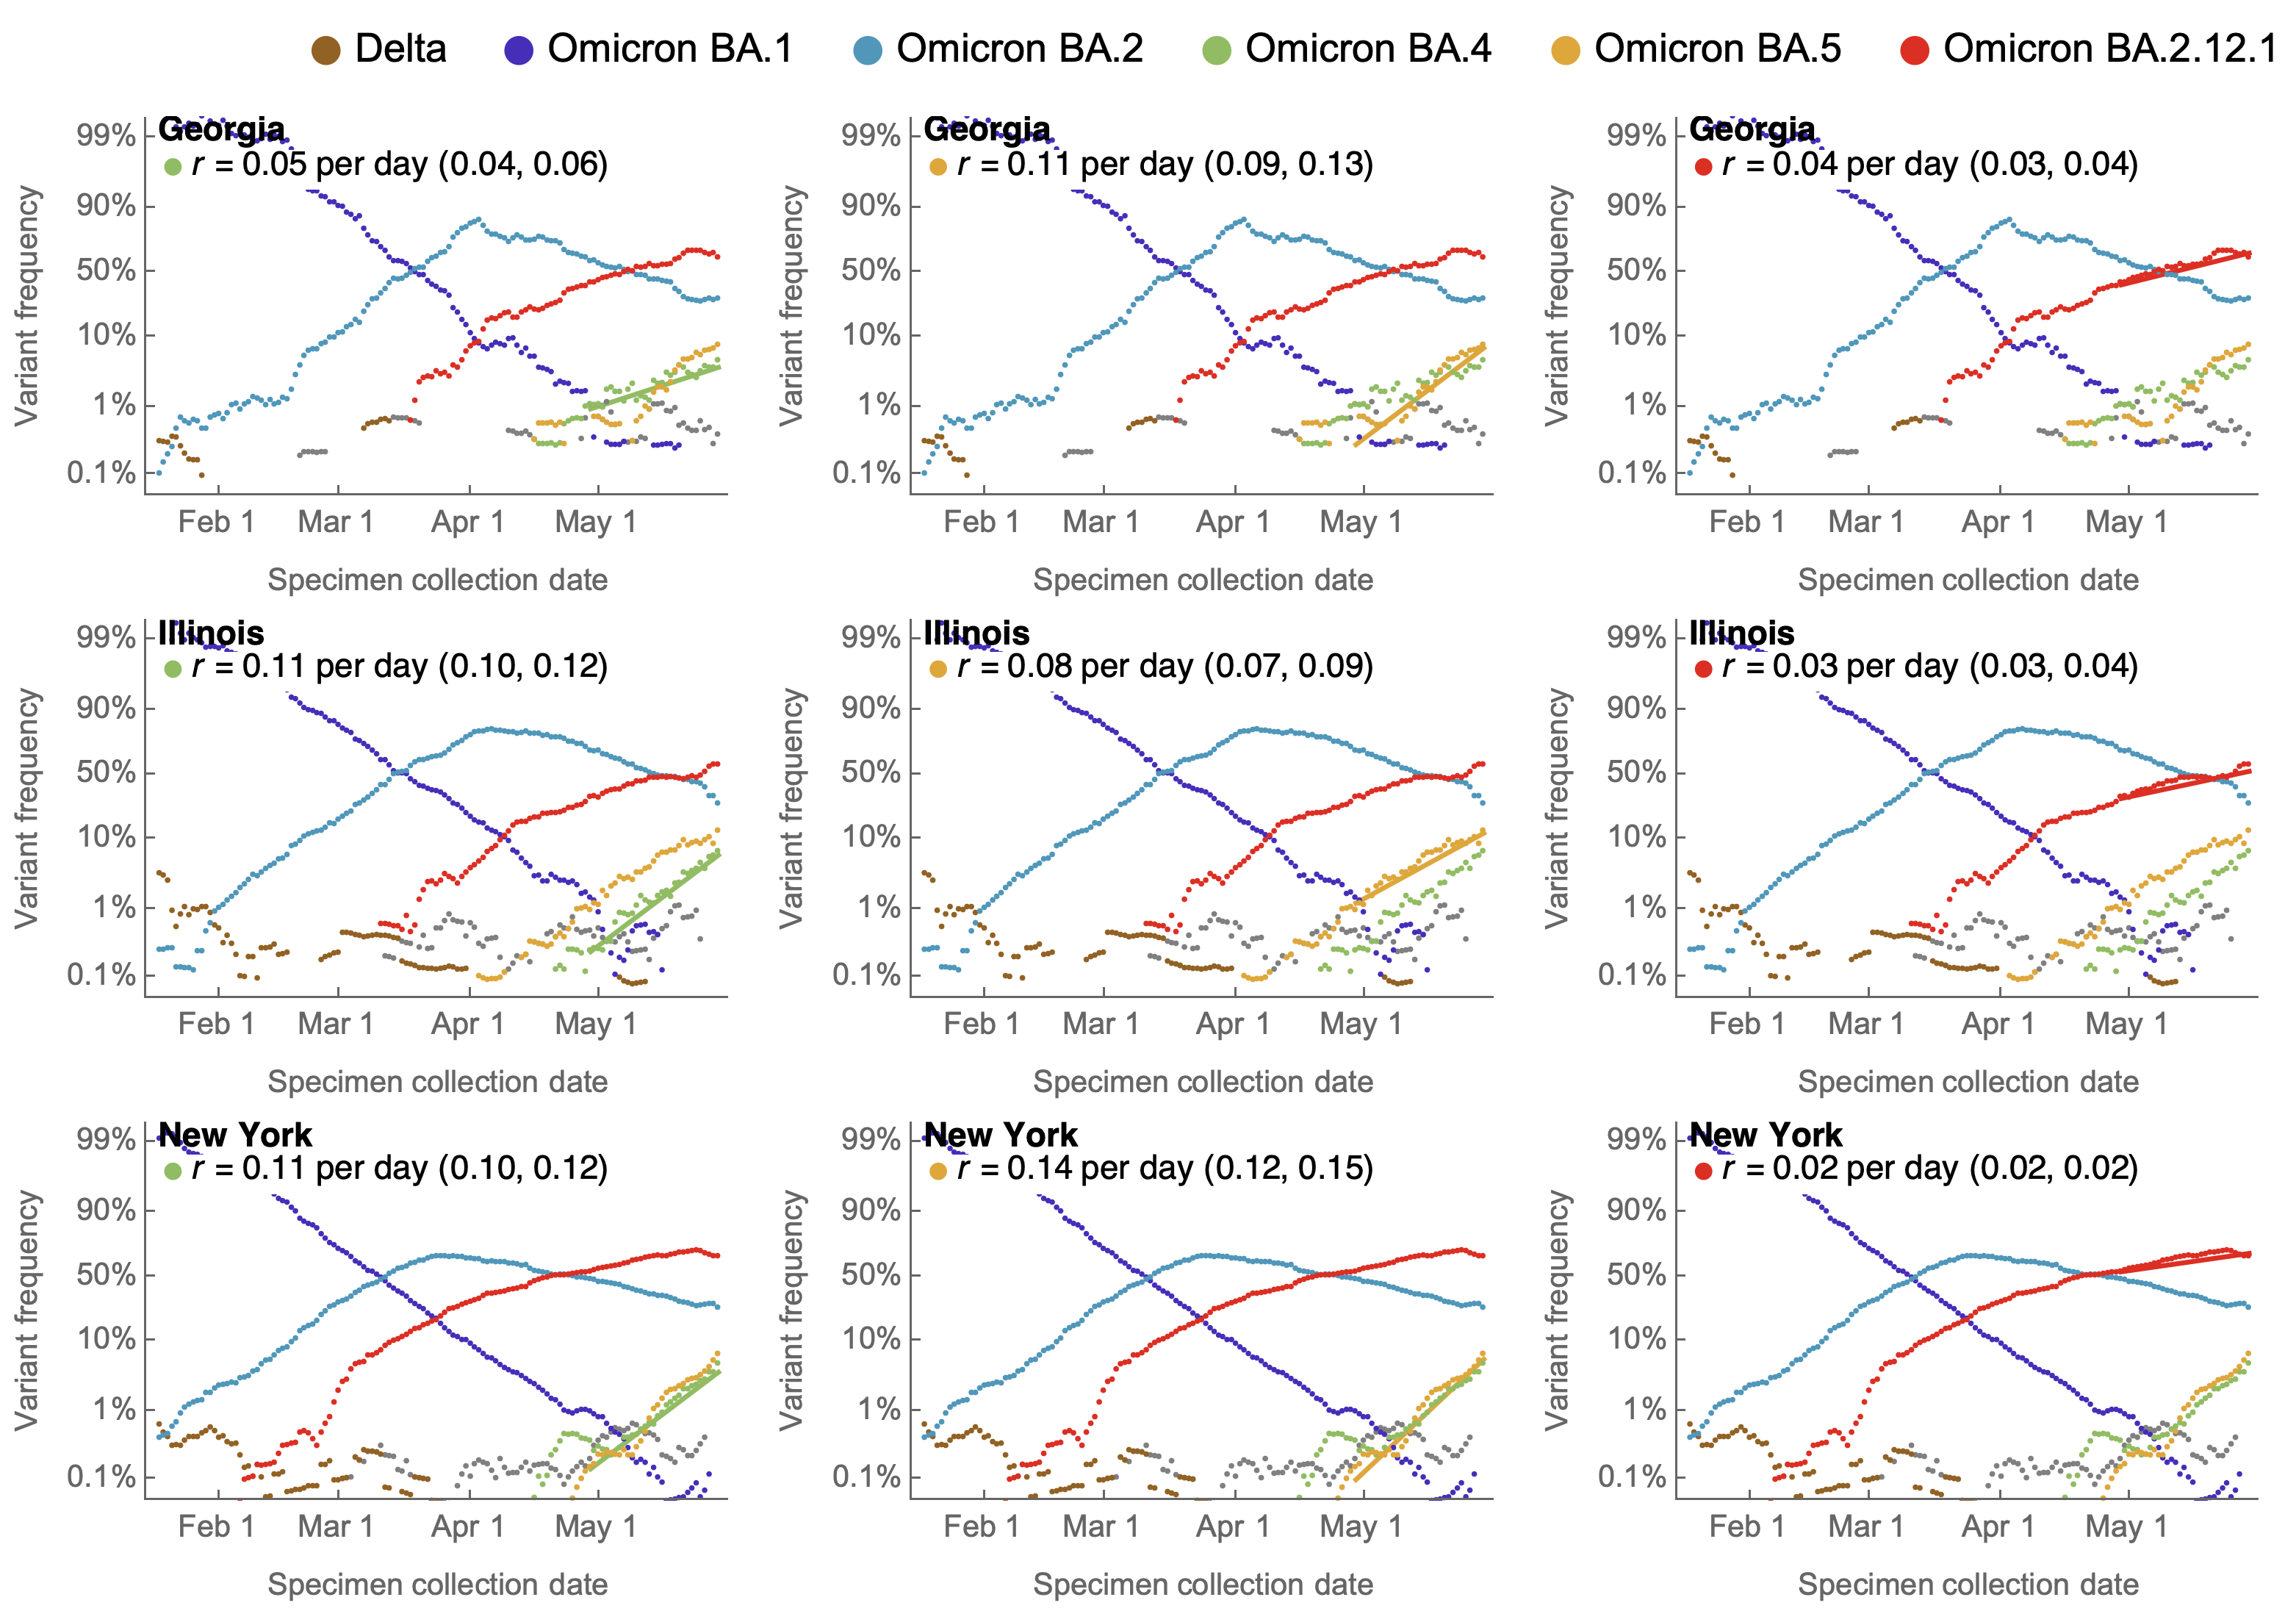 Delta Omicron BA.1 Omicron BA.2 Omicron BA.4 Omicron BA.5 Omicron BA.2.12.1
Georgia
r = 0.05 per day (0.04, 0.06)
Variant frequency
99%
90%
50%
10%
1%
0.1%
Feb 1 Mar 1 Apr 1 May 1
Specimen collection date
Georgia
r = 0.11 per day (0.09, 0.13)
Variant frequency
99%
90%
50%
10%
1%
0.1%
Feb 1 Mar 1 Apr 1 May 1
Specimen collection date
Georgia
r = 0.04 per day (0.03, 0.04)
Variant frequency
99%
90%
50%
10%
1%
0.1%
Feb 1 Mar 1 Apr 1 May 1
Specimen collection date
Illinois
r = 0.11 per day (0.10, 0.12)
Variant frequency
99%
90%
50%
10%
1%
0.1%
Feb 1 Mar 1 Apr 1 May 1
Specimen collection date
Illinois
r = 0.08 per day (0.07, 0.09)
Variant frequency
99%
90%
50%
10%
1%
0.1%
Feb 1 Mar 1 Apr 1 May 1
Specimen collection date
Illinois
r = 0.03 per day (0.03, 0.04)
Variant frequency
99%
90%
50%
10%
1%
0.1%
Feb 1 Mar 1 Apr 1 May 1
Specimen collection date
New York
r = 0.11 per day (0.10, 0.12)
Variant frequency
99%
90%
50%
10%
1%
0.1%
Feb 1 Mar 1 Apr 1 May 1
Specimen collection date
New York
r = 0.14 per day (0.12, 0.15)
Variant frequency
99%
90%
50%
10%
1%
0.1%
Feb 1 Mar 1 Apr 1 May 1
Specimen collection date
New York
r = 0.02 per day (0.02, 0.02)
Variant frequency
99%
90%
50%
10%
1%
0.1%
Feb 1 Mar 1 Apr 1 May 1
Specimen collection date